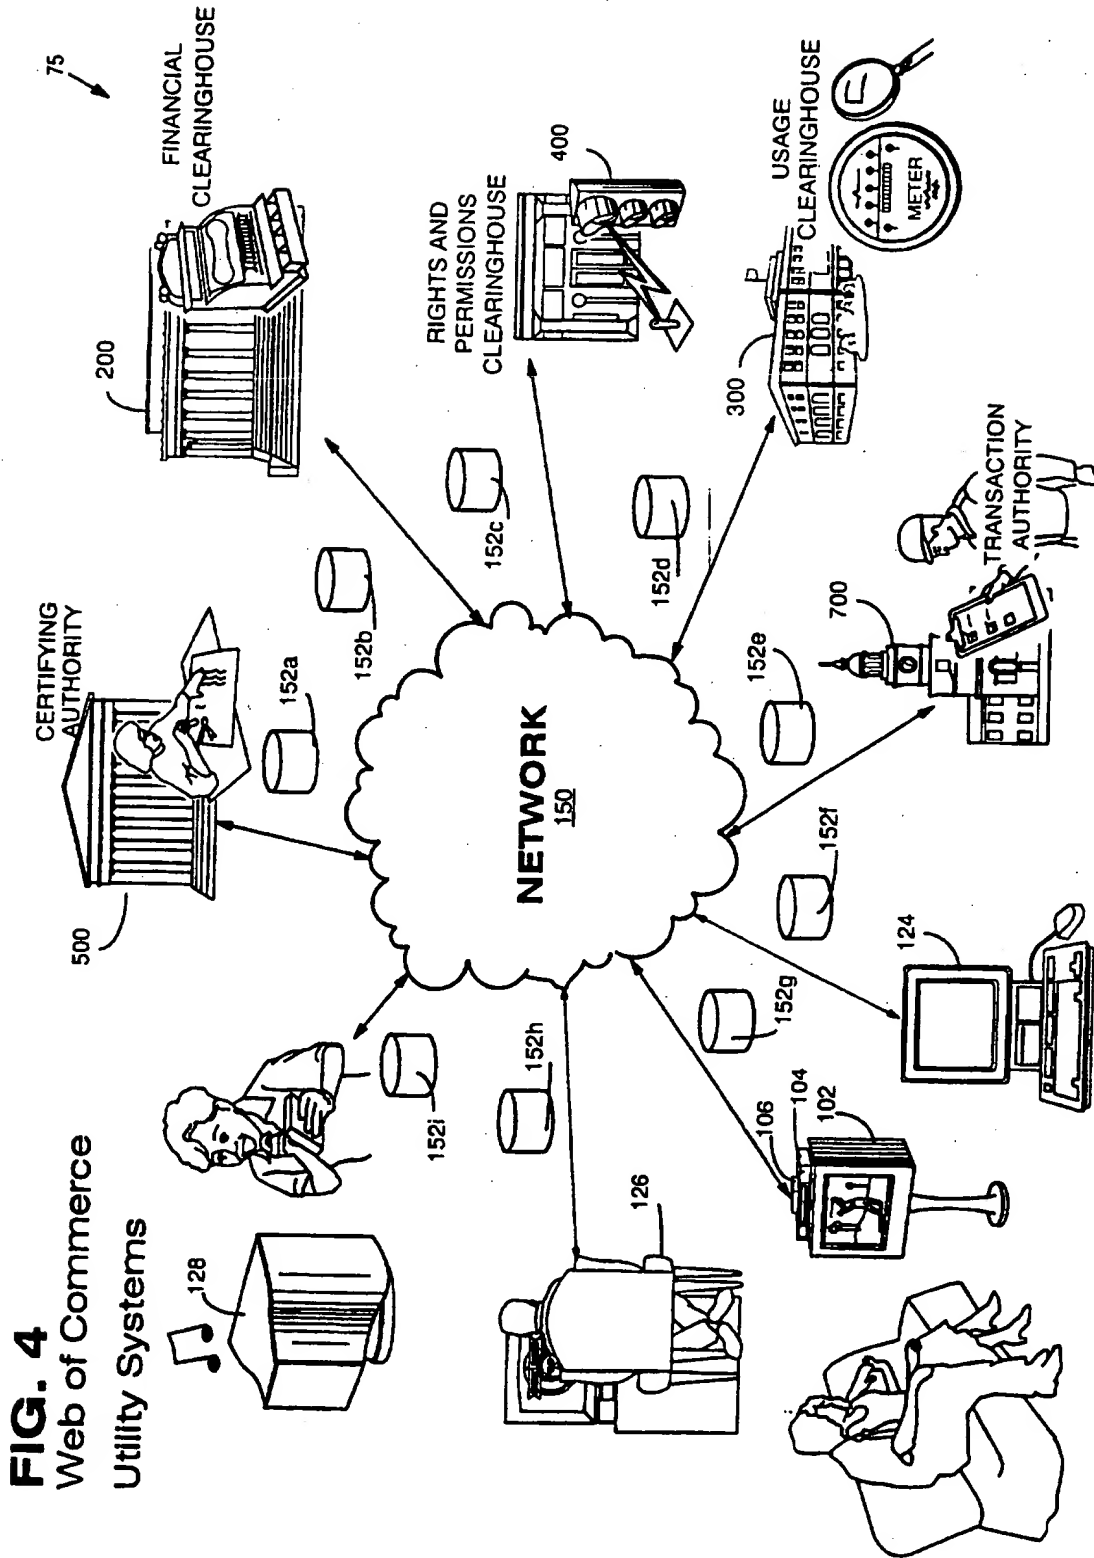 FIG. 4
Web of Commerce
Utility Systems
75
128
500
CERTIFYING
AUTHORITY
200
FINANCIAL
CLEARINGHOUSE
152a
152b
152c
RIGHTS AND
PERMISSIONS
CLEARINGHOUSE
400
152i
152h
NETWORK
150
152d
300
USAGE
CLEARINGHOUSE
METER
126
152g
152f
152e
700
TRANSACTION
AUTHORITY
106
104
102
124